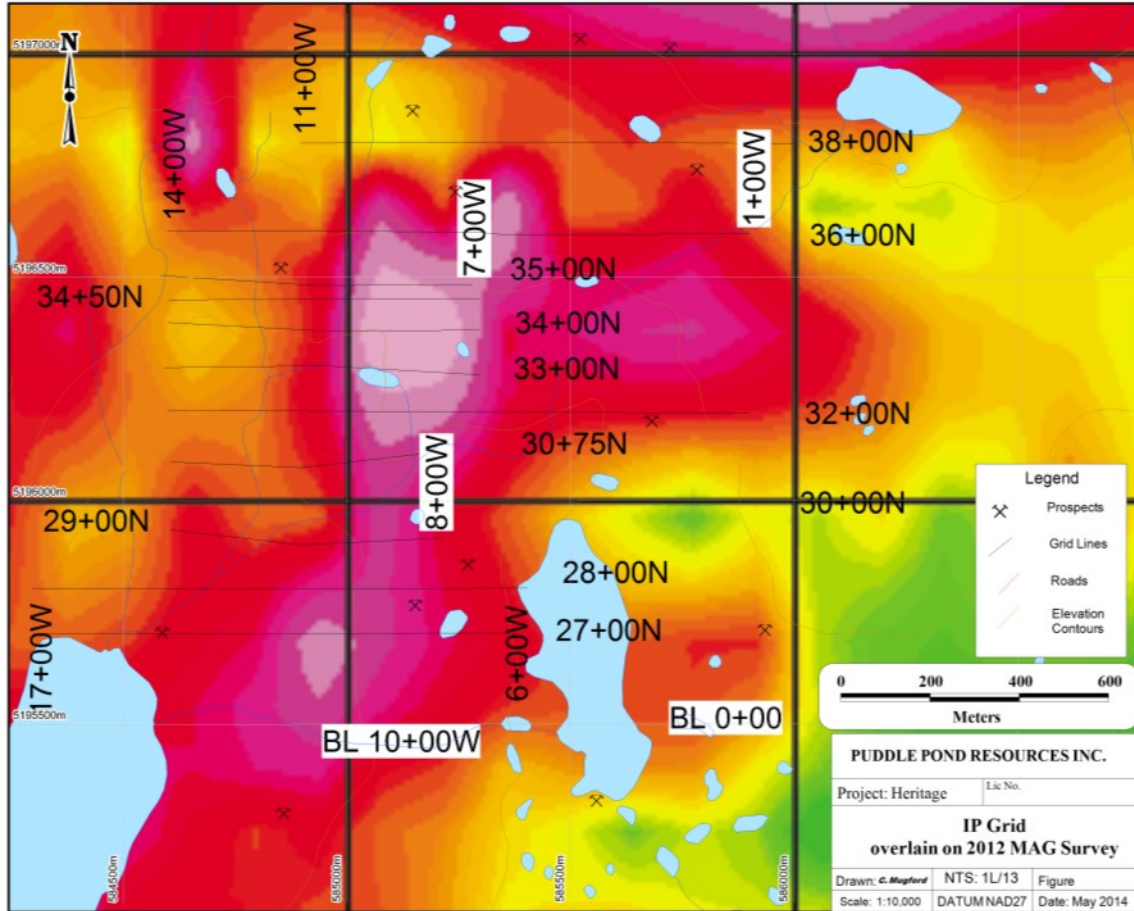 5197000m
N
11+00W
14+00W
38+00N
1+00W
7+00W
36+00N
5196500m
35+00N
34+50N
34+00N
33+00N
32+00N
30+75N
8+00W
5196000m
30+00N
29+00N
28+00N
27+00N
17+00W
6+00W
5195500m
BL 10+00W
BL 0+00
584500m
585000m
585500m
586000m
Legend
Prospects
Grid Lines
Roads
Elevation
Contours
0 200 400 600
Meters
PUDDLE POND RESOURCES INC.
Project: Heritage Lic No.
IP Grid
overlain on 2012 MAG Survey
Drawn: C. Mugford NTS: 1L/13 Figure
Scale: 1:10,000 DATUM NAD27 Date: May 2014